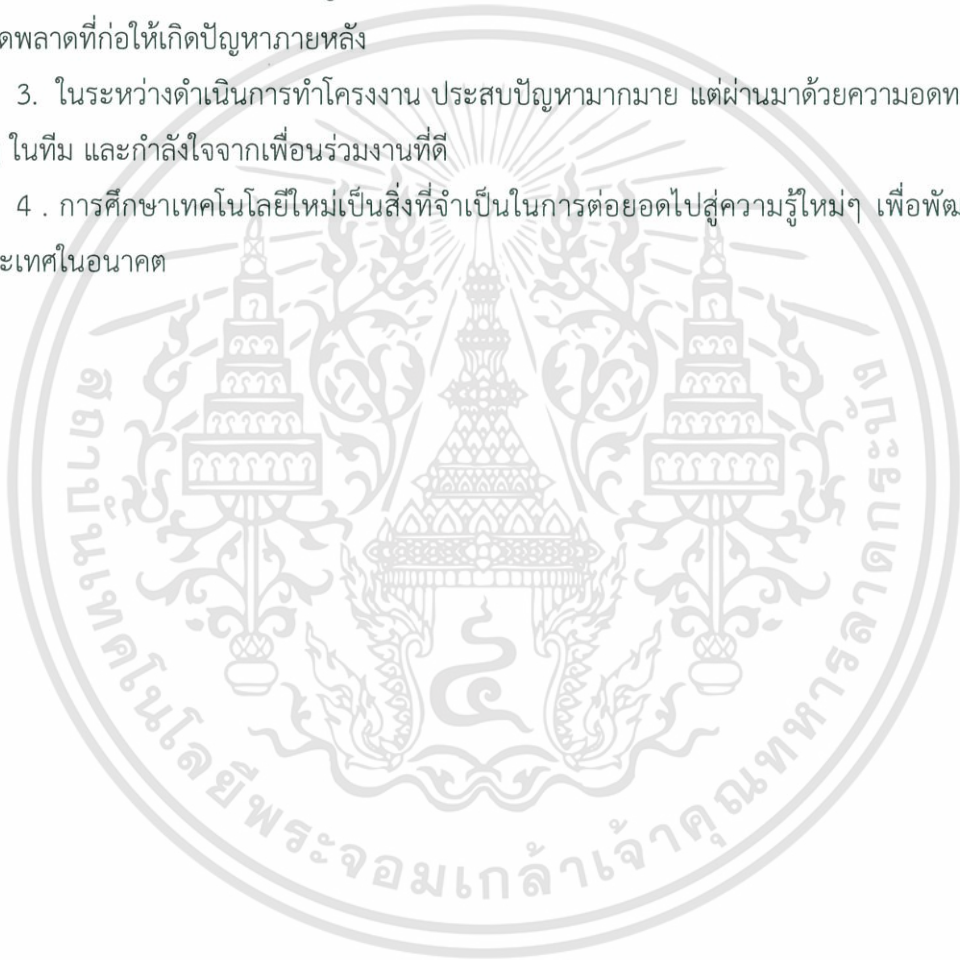 ดพลาดที่ก่อให้เกิดปัญหาภายหลัง
3. ในระหว่างดำเนินการทำโครงงาน ประสบปัญหามากมาย แต่ผ่านมาด้วยความอดท
ในทีม และกำลังใจจากเพื่อนร่วมงานที่ดี
4 . การศึกษาเทคโนโลยีใหม่เป็นสิ่งที่จำเป็นในการต่อยอดไปสู่ความรู้ใหม่ๆ เพื่อพัฒ
ะเทศในอนาคต
สถาบันเทคโนโลยีพระจอมเกล้าเจ้าคุณทหารลาดกระบัง